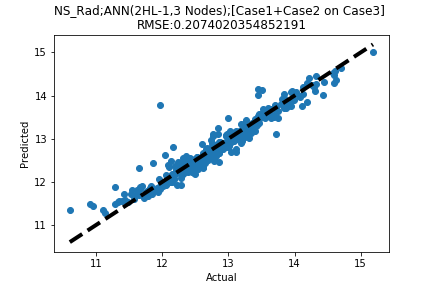 NS_Rad;ANN(2HL-1,3 Nodes);[Case1+Case2 on Case3]
RMSE:0.2074020354852191
15
14
13
12
11
Predicted
11
12
13
14
15
Actual